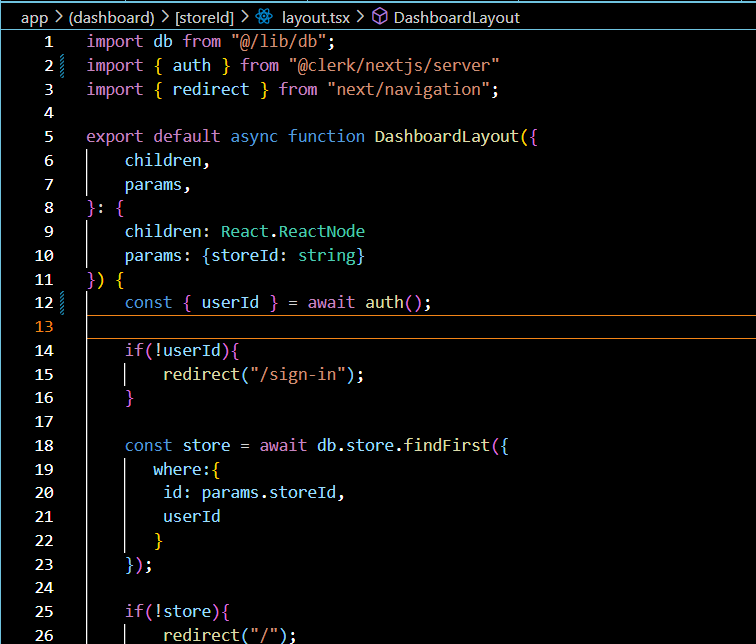 app > (dashboard) > [storeId] > layout.tsx > DashboardLayout
1 import db from "@/lib/db";
2 import { auth } from "@clerk/nextjs/server"
3 import { redirect } from "next/navigation";
4
5 export default async function DashboardLayout({
6     children,
7     params,
8 }: {
9     children: React.ReactNode
10     params: {storeId: string}
11 }) {
12     const { userId } = await auth();
13
14     if(!userId){
15         redirect("/sign-in");
16     }
17
18     const store = await db.store.findFirst({
19        where:{
20         id: params.storeId,
21         userId
22        }
23     });
24
25     if(!store){
26         redirect("/");